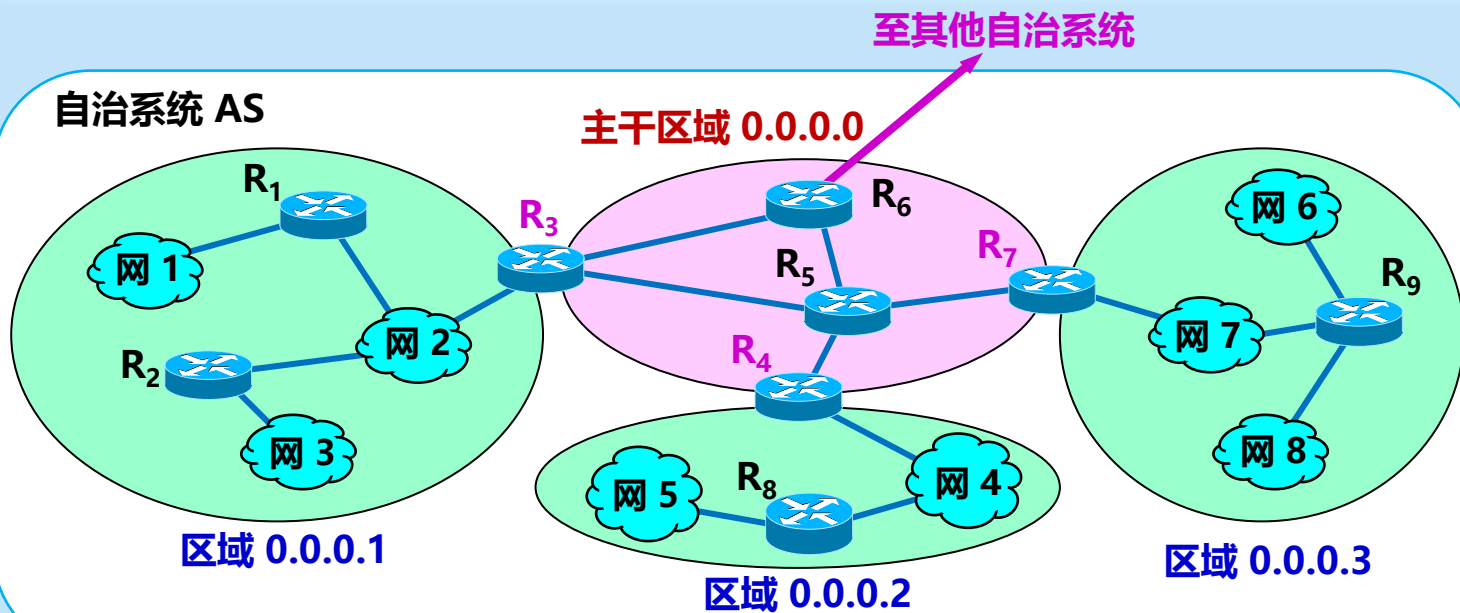 至其他自治系统
自治系统 AS
主干区域 0.0.0.0
R1
R6
R3
网 6
网 1
R7
R5
R9
网 2
网 7
R2
R4
网 3
网 8
R8
网 5
网 4
区域 0.0.0.1
区域 0.0.0.2
区域 0.0.0.3